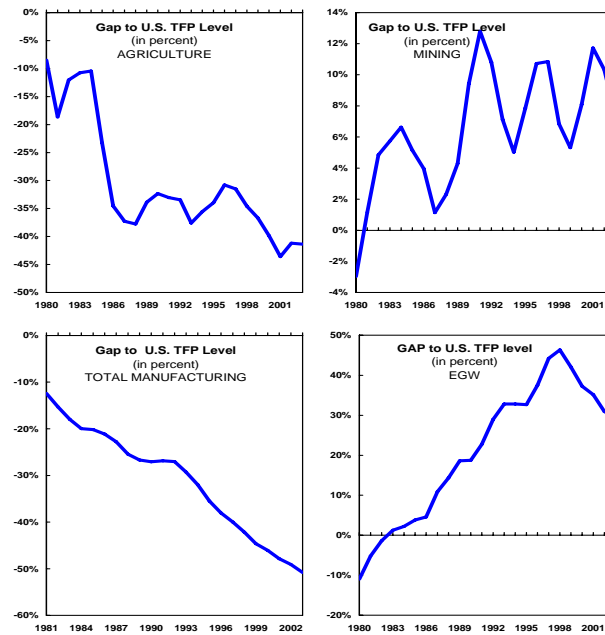 Gap to U.S. TFP Level
(in percent)
AGRICULTURE
0%
-5%
-10%
-15%
-20%
-25%
-30%
-35%
-40%
-45%
-50%
1980 1983 1986 1989 1992 1995 1998 2001
Gap to U.S. TFP Level
(in percent)
MINING
14%
12%
10%
8%
6%
4%
2%
0%
-2%
-4%
1980 1983 1986 1989 1992 1995 1998 2001
Gap to U.S. TFP Level
(in percent)
TOTAL MANUFACTURING
0%
-10%
-20%
-30%
-40%
-50%
-60%
1981 1984 1987 1990 1993 1996 1999 2002
GAP to U.S. TFP level
(in percent)
EGW
50%
40%
30%
20%
10%
0%
-10%
-20%
1980 1983 1986 1989 1992 1995 1998 2001